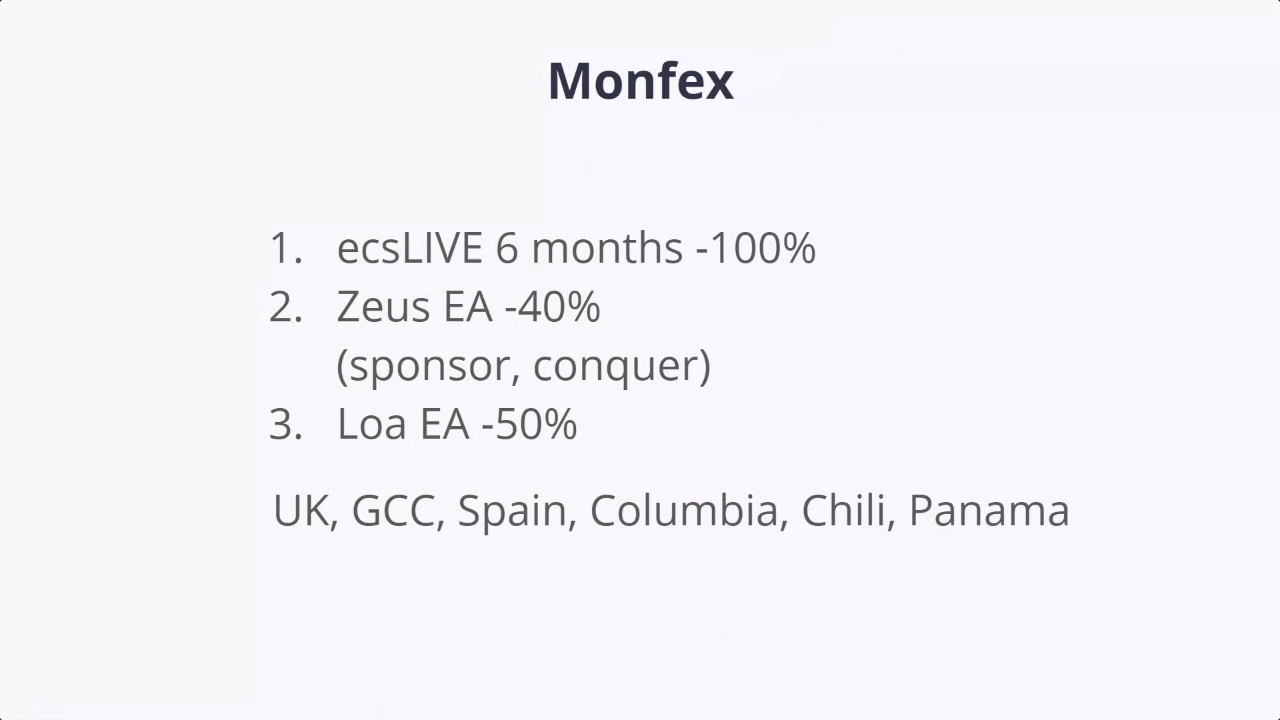 Monfex
1. ecsLIVE 6 months -100%
2. Zeus EA -40%
(sponsor, conquer)
3. Loa EA -50%
UK, GCC, Spain, Columbia, Chili, Panama